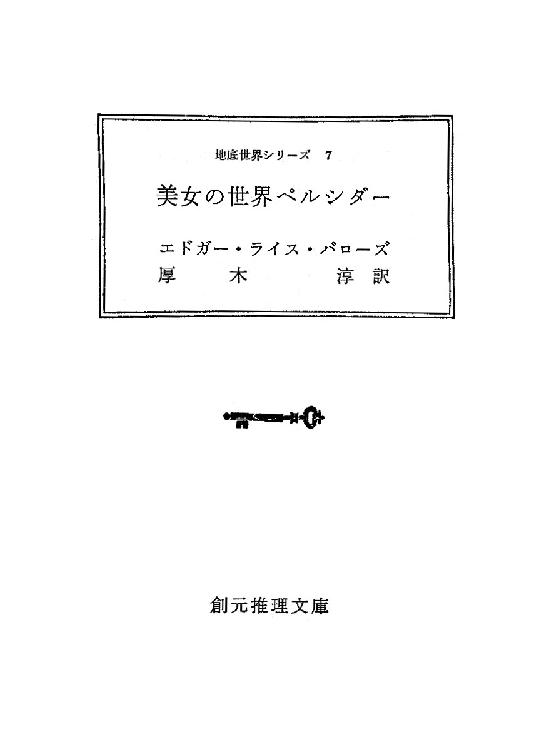 地底世界シリーズ 7
美女の世界ペルシダー
エドガー・ライス・バローズ
厚木淳訳
創元推理文庫